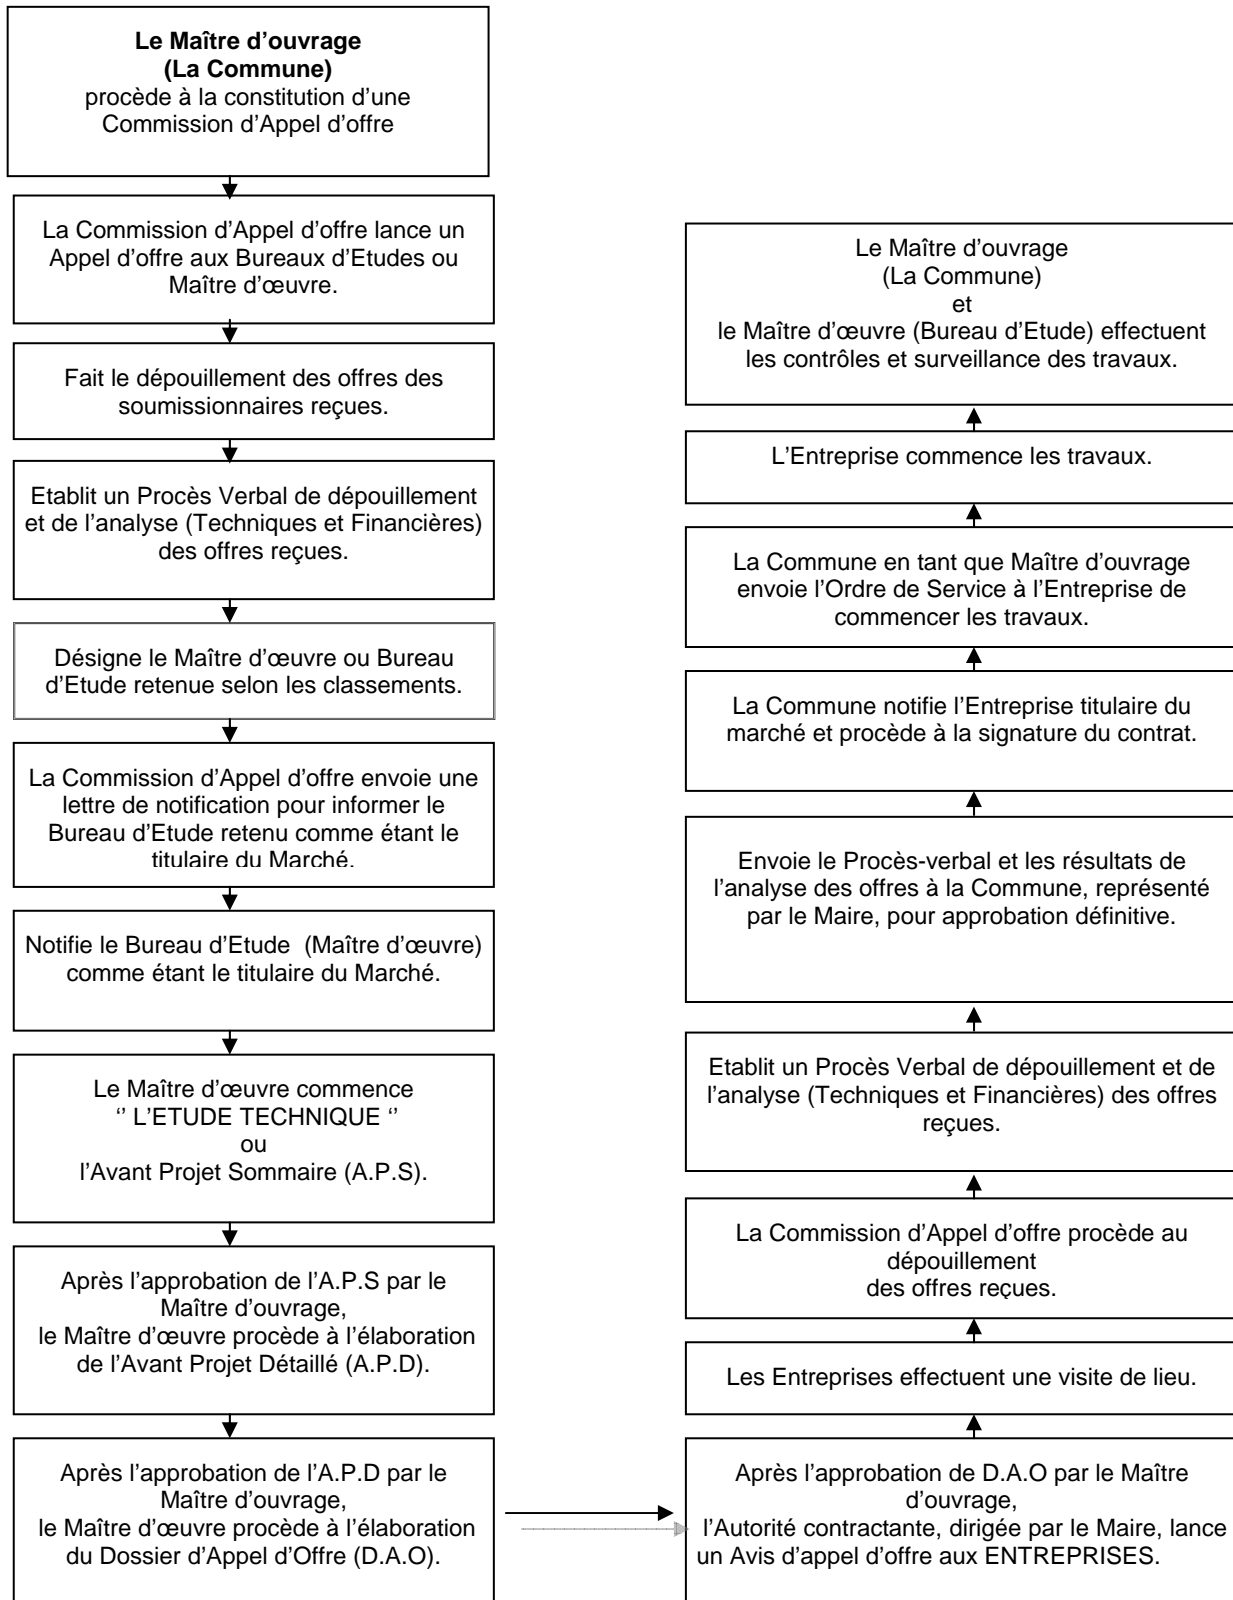 Le Maître d'ouvrage
(La Commune)
procède à la constitution d'une
Commission d'Appel d'offre
La Commission d'Appel d'offre lance un
Appel d'offre aux Bureaux d'Etudes ou
Maître d'œuvre.
Fait le dépouillement des offres des
soumissionnaires reçues.
Etablit un Procès Verbal de dépouillement
et de l'analyse (Techniques et Financières)
des offres reçues.
Désigne le Maître d'œuvre ou Bureau
d'Etude retenue selon les classements.
La Commission d'Appel d'offre envoie une
lettre de notification pour informer le
Bureau d'Etude retenu comme étant le
titulaire du Marché.
Notifie le Bureau d'Etude  (Maître d'œuvre)
comme étant le titulaire du Marché.
Le Maître d'œuvre commence
‘’ L'ETUDE TECHNIQUE ‘’
ou
l'Avant Projet Sommaire (A.P.S).
Après l'approbation de l'A.P.S par le
Maître d'ouvrage,
le Maître d'œuvre procède à l'élaboration
de l'Avant Projet Détaillé (A.P.D).
Après l'approbation de l'A.P.D par le
Maître d'ouvrage,
le Maître d'œuvre procède à l'élaboration
du Dossier d'Appel d'Offre (D.A.O).
Le Maître d'ouvrage
(La Commune)
et
le Maître d'œuvre (Bureau d'Etude) effectuent
les contrôles et surveillance des travaux.
L'Entreprise commence les travaux.
La Commune en tant que Maître d'ouvrage
envoie l'Ordre de Service à l'Entreprise de
commencer les travaux.
La Commune notifie l'Entreprise titulaire du
marché et procède à la signature du contrat.
Envoie le Procès-verbal et les résultats de
l'analyse des offres à la Commune, représenté
par le Maire, pour approbation définitive.
Etablit un Procès Verbal de dépouillement et de
l'analyse (Techniques et Financières) des offres
reçues.
La Commission d'Appel d'offre procède au
dépouillement
des offres reçues.
Les Entreprises effectuent une visite de lieu.
Après l'approbation de D.A.O par le Maître
d'ouvrage,
l'Autorité contractante, dirigée par le Maire, lance
un Avis d'appel d'offre aux ENTREPRISES.